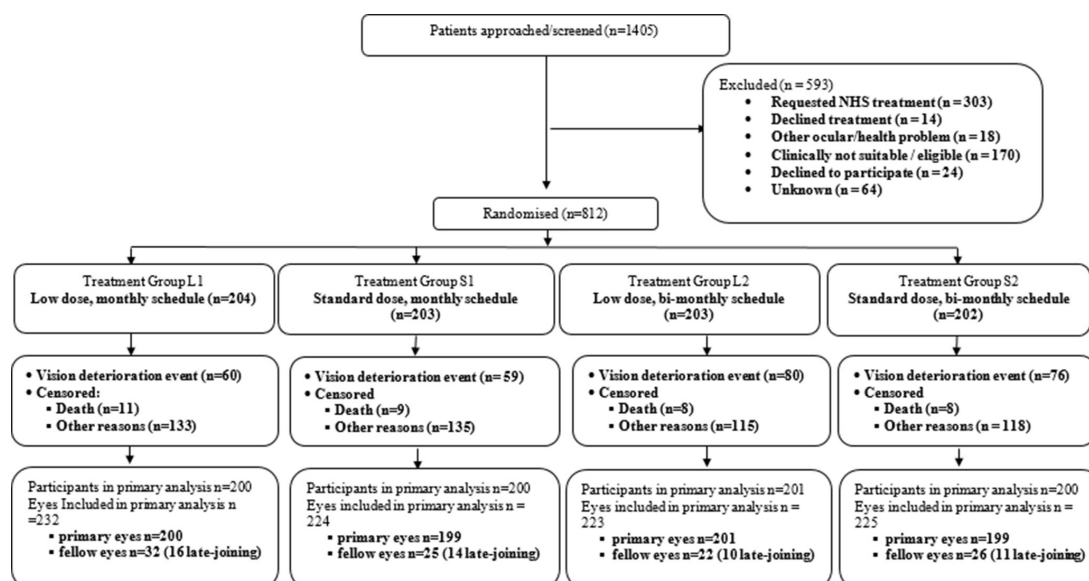 Patients approached/screened (n=1405)
Excluded (n = 593)
• Requested NHS treatment (n = 303)
• Declined treatment (n = 14)
• Other ocular/health problem (n = 18)
• Clinically not suitable / eligible (n = 170)
• Declined to participate (n = 24)
• Unknown (n = 64)
Randomised (n=812)
Treatment Group L1
Low dose, monthly schedule (n=204)
Treatment Group S1
Standard dose, monthly schedule
(n=203)
Treatment Group L2
Low dose, bi-monthly schedule
(n=203)
Treatment Group S2
Standard dose, bi-monthly schedule
(n=202)
• Vision deterioration event (n=60)
• Censored:
▪ Death (n=11)
▪ Other reasons (n=133)
• Vision deterioration event (n= 59)
• Censored
▪ Death (n=9)
▪ Other reasons (n=135)
• Vision deterioration event (n=80)
• Censored
▪ Death (n=8)
▪ Other reasons (n=115)
• Vision deterioration event (n=76)
• Censored
▪ Death (n=8)
▪ Other reasons (n= 118)
Participants in primary analysis n=200
Eyes Included in primary analysis n
=232
▪ primary eyes n=200
▪ fellow eyes n=32 (16 late-joining)
Participants in primary analysis n=200
Eyes included in primary analysis n =
224
▪ primary eyes n=199
▪ fellow eyes n=25 (14 late-joining)
Participants in primary analysis n=201
Eyes included in primary analysis n =
223
▪ primary eyes n=201
▪ fellow eyes n=22 (10 late-joining)
Participants in primary analysis n=200
Eyes included in primary analysis n =
225
▪ primary eyes n=199
▪ fellow eyes n=26 (11 late-joining)